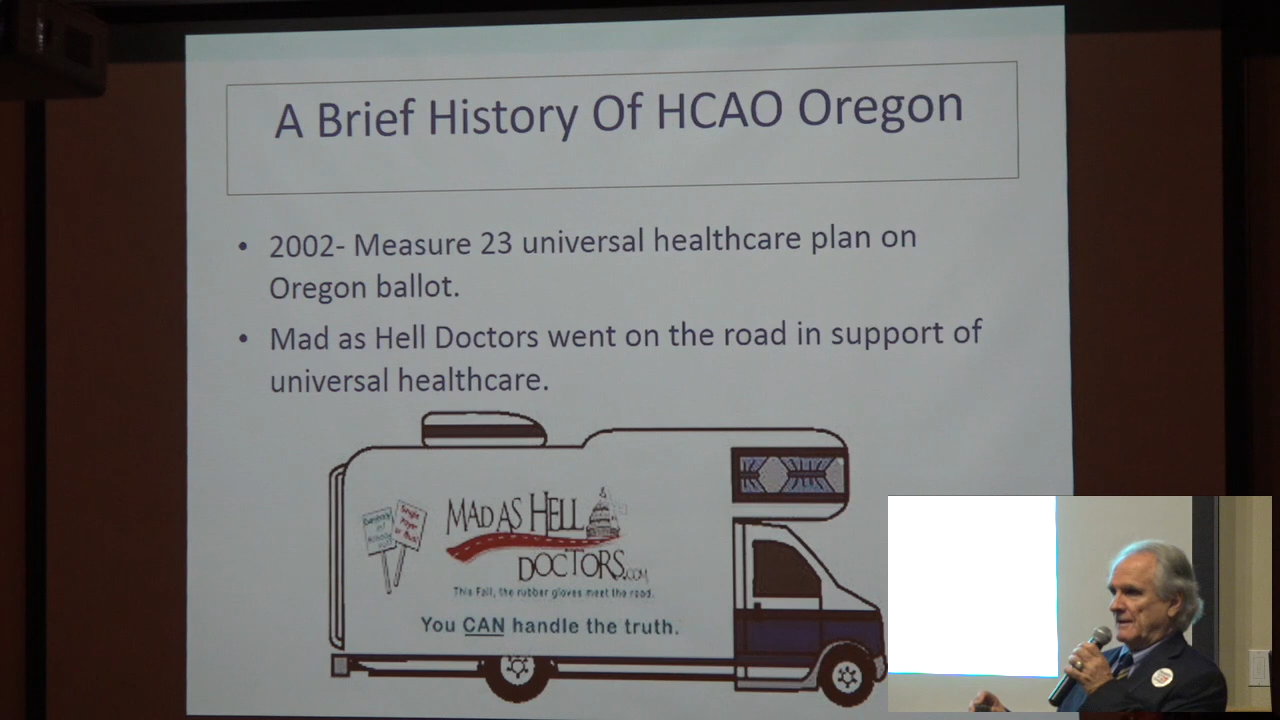 A Brief History Of HCAO Oregon
• 2002- Measure 23 universal healthcare plan on
Oregon ballot.
• Mad as Hell Doctors went on the road in support of
universal healthcare.
Single
Payer
MAD AS HELL
DOCTORS.COM
This Fall, the rubber gloves meet the road.
You CAN handle the truth.